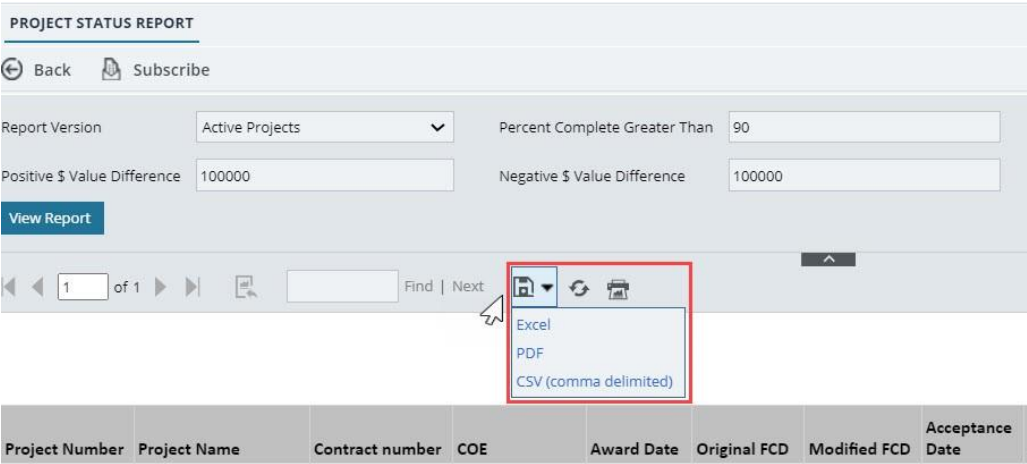 PROJECT STATUS REPORT
Back Subscribe
Report Version Active Projects Percent Complete Greater Than 90
Positive $ Value Difference 100000 Negative $ Value Difference 100000
View Report
1 of 1 Find | Next
Excel
PDF
CSV (comma delimited)
Project Number Project Name Contract number COE Award Date Original FCD Modified FCD Acceptance Date